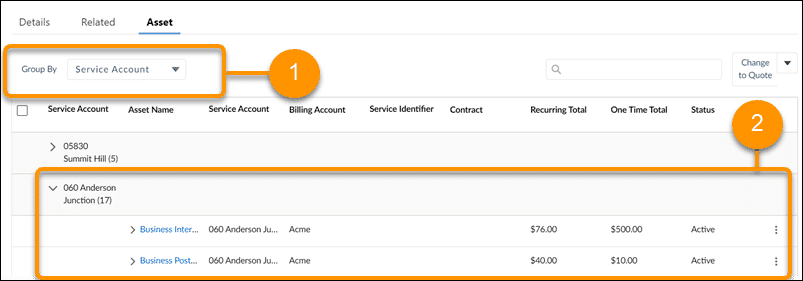 Details Related Asset
1
Group By Service Account
Change
to Quote
2
Service Account Asset Name Service Account Billing Account Service Identifier Contract Recurring Total One Time Total Status
05830
Summit Hill (5)
060 Anderson
Junction (17)
Business Inter... 060 Anderson Ju... Acme $76.00 $500.00 Active
Business Post... 060 Anderson Ju... Acme $40.00 $10.00 Active